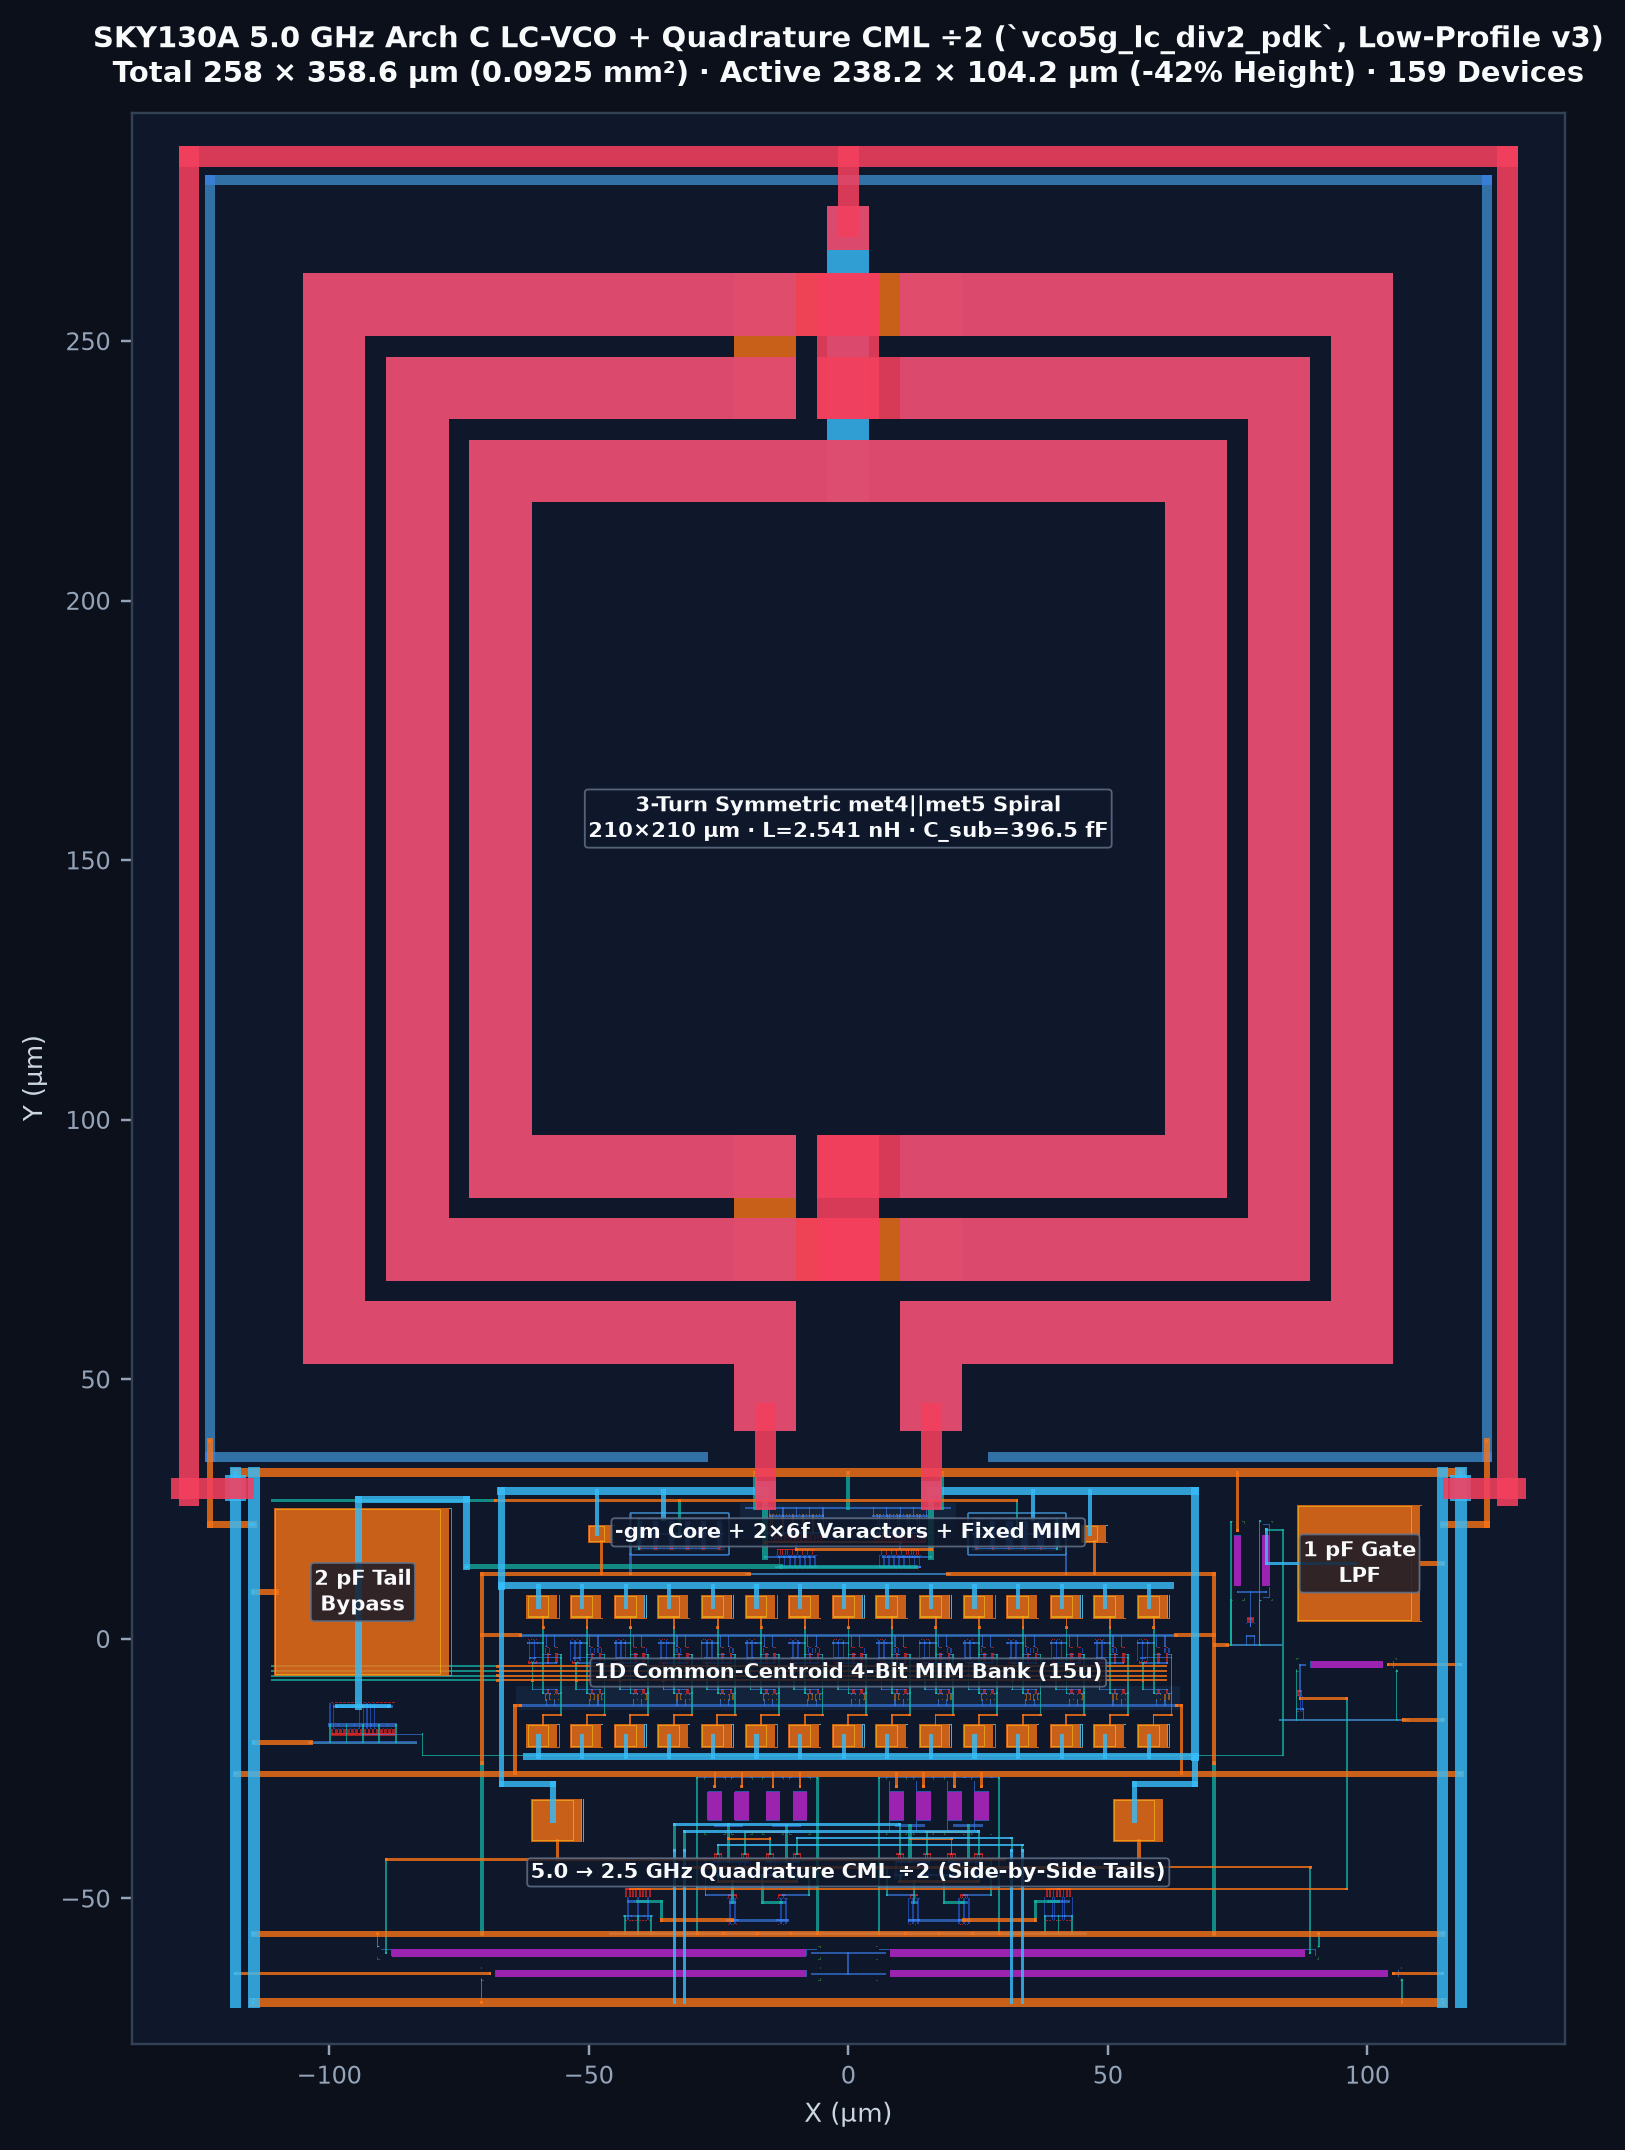 SKY130A 5.0 GHz Arch C LC-VCO + Quadrature CML ÷2 (`vco5g_lc_div2_pdk`, Low-Profile v3)
Total 258 × 358.6 µm (0.0925 mm²) · Active 238.2 × 104.2 µm (-42% Height) · 159 Devices
250
200
150
100
50
0
−50
Y (µm)
3-Turn Symmetric met4||met5 Spiral
210×210 µm · L=2.541 nH · C_sub=396.5 fF
-gm Core + 2×6f Varactors + Fixed MIM
2 pF Tail
Bypass
1 pF Gate
LPF
1D Common-Centroid 4-Bit MIM Bank (15u)
5.0 → 2.5 GHz Quadrature CML ÷2 (Side-by-Side Tails)
−100
−50
0
50
100
X (µm)